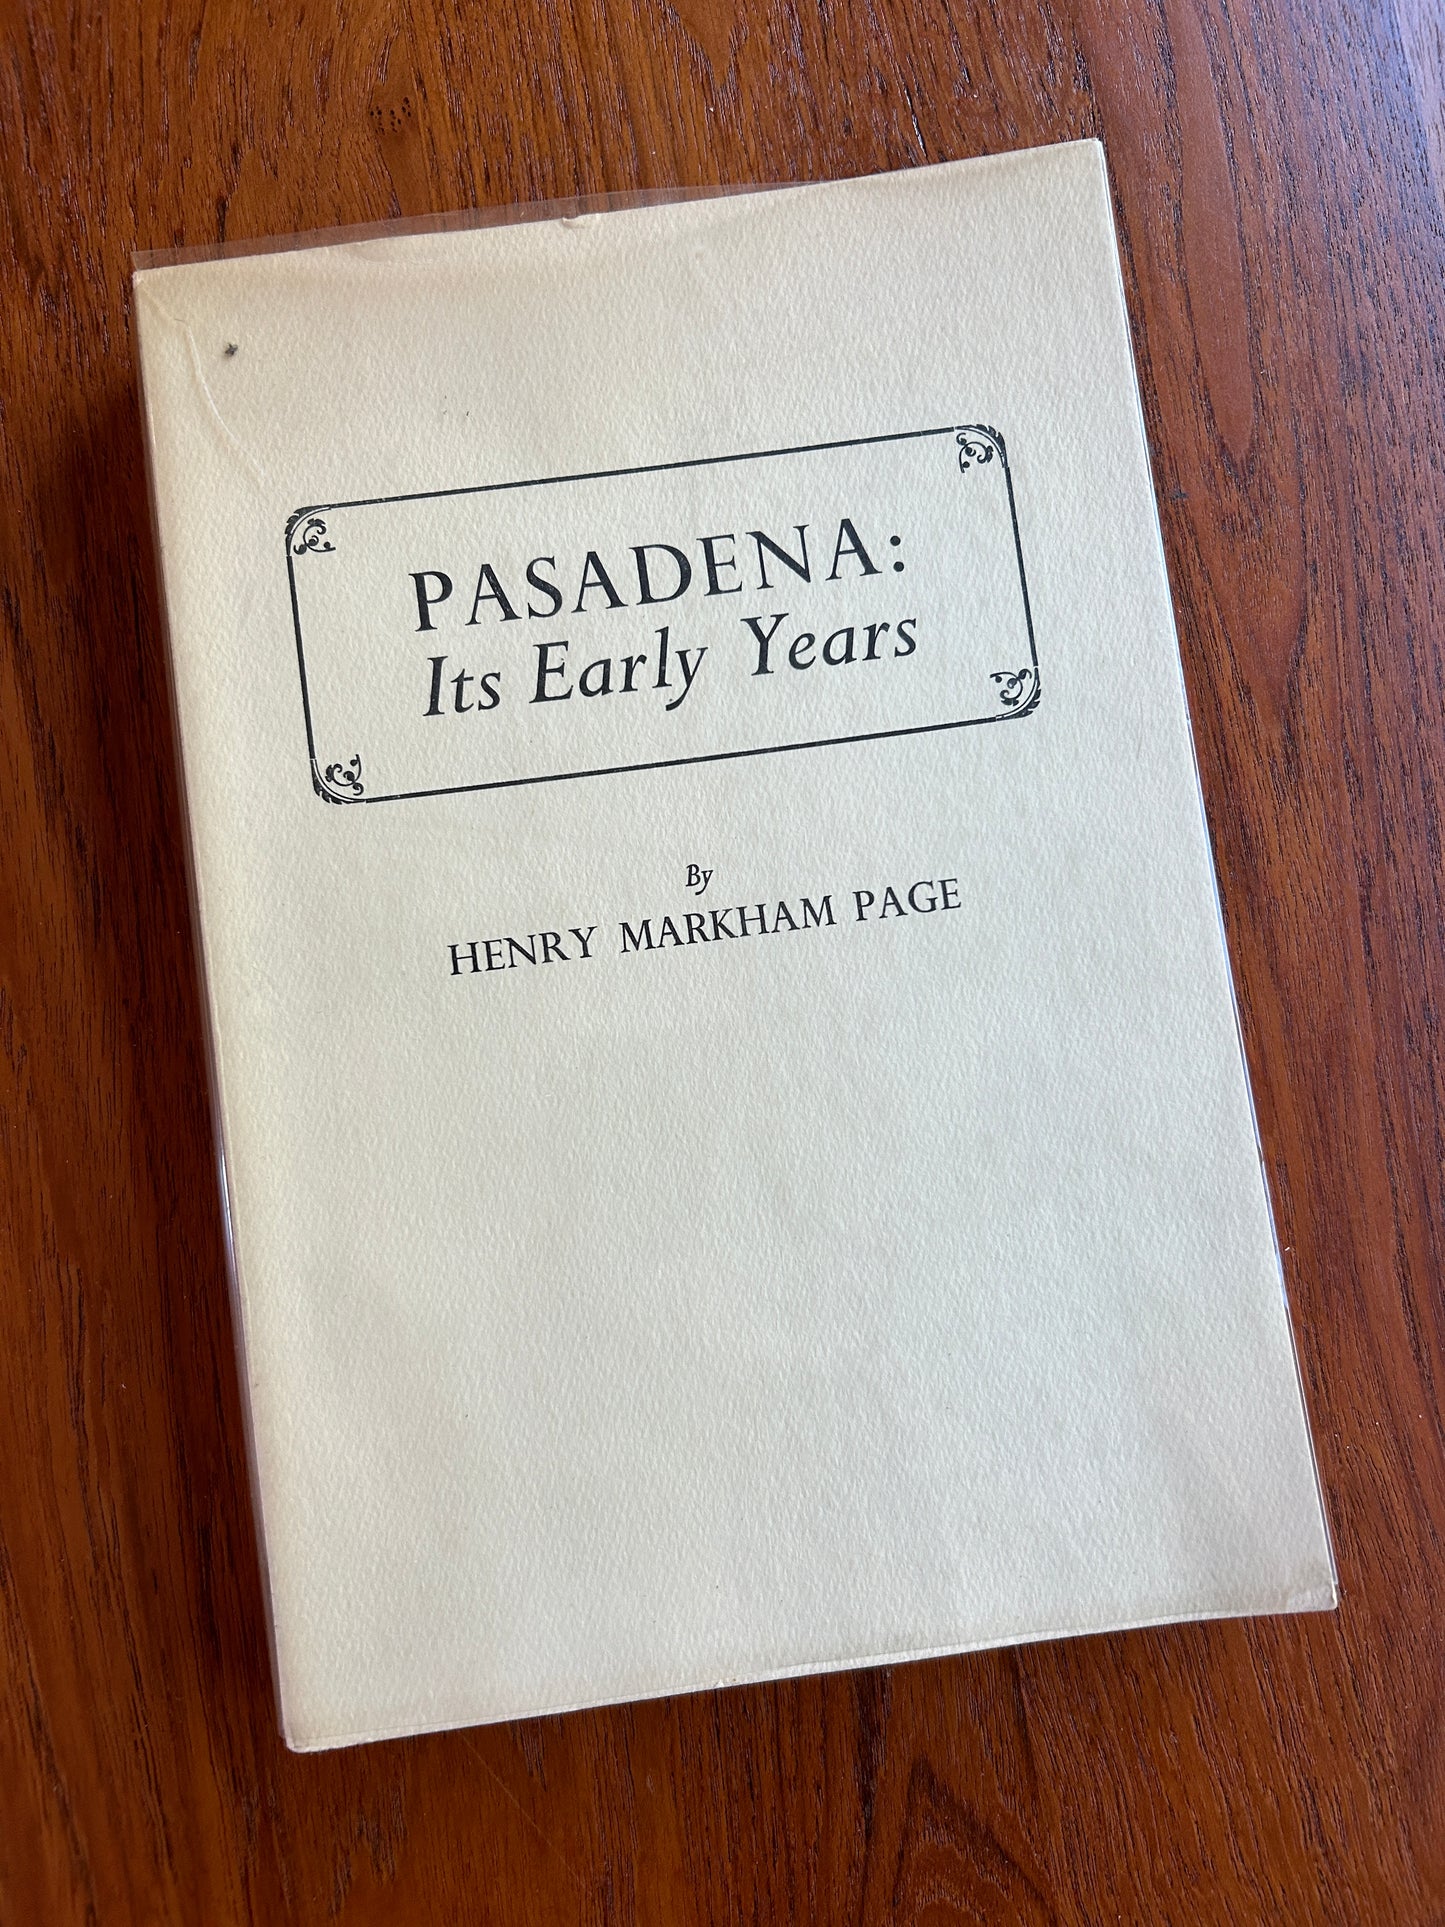 PASADENA:
Its Early Years
By
HENRY MARKHAM PAGE